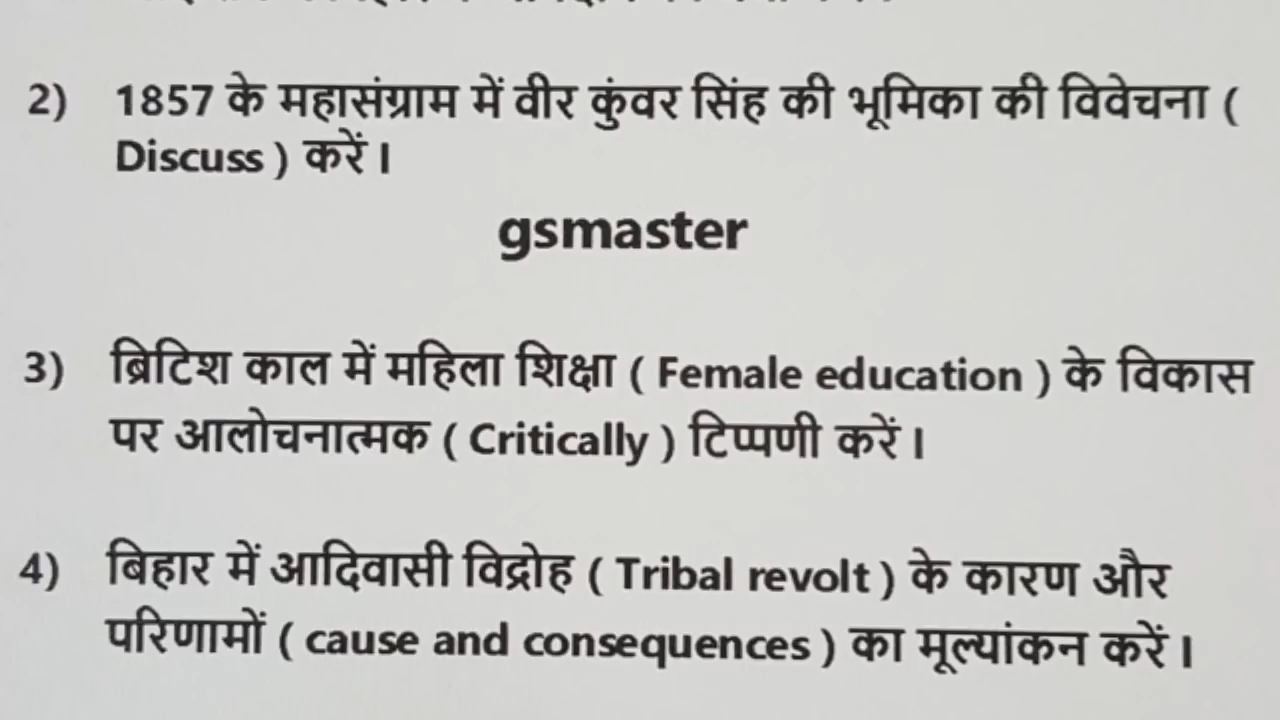 2) 1857 के महासंग्राम में वीर कुंवर सिंह की भूमिका की विवेचना (
Discuss ) करें।
gsmaster
3) ब्रिटिश काल में महिला शिक्षा ( Female education ) के विकास
पर आलोचनात्मक ( Critically ) टिप्पणी करें।
4) बिहार में आदिवासी विद्रोह ( Tribal revolt ) के कारण और
परिणामों ( cause and consequences ) का मूल्यांकन करें।